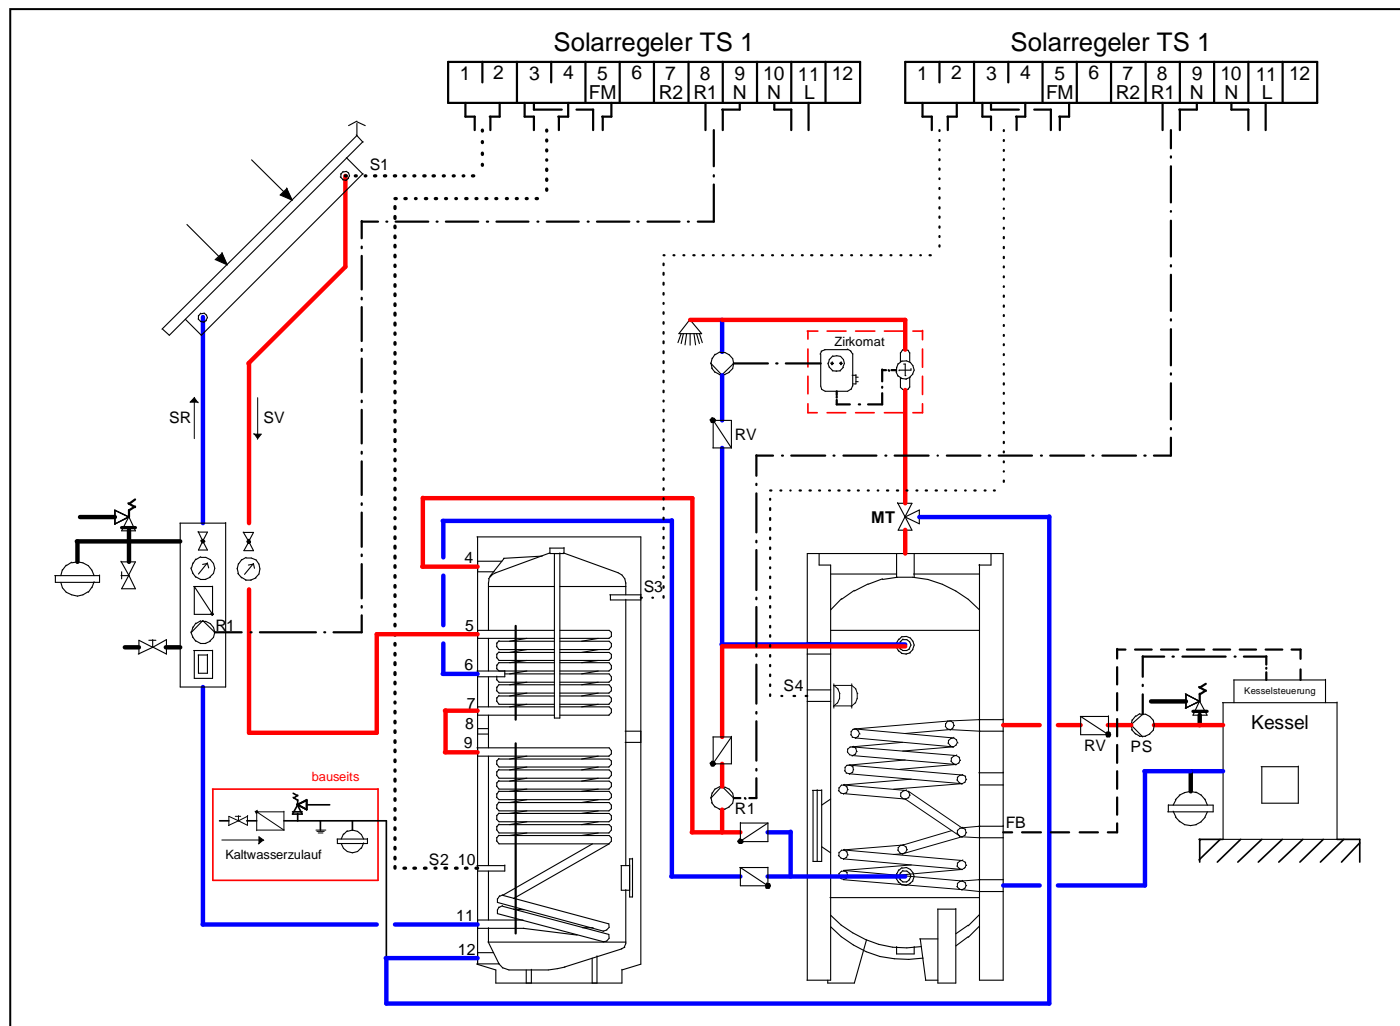 Solarregeler TS 1
1 2 3 4 5 6 7 8 9 10 11 12
FM R2 R1 N N L
Solarregeler TS 1
1 2 3 4 5 6 7 8 9 10 11 12
FM R2 R1 N N L
S1
Zirkomat
SR
SV
RV
MT
4
S3
R1
5
6
S4
7
8
9
Kesselsteuerung
Kessel
RV
PS
bauseits
R1
FB
Kaltwasserzulauf
S2 10
11
12